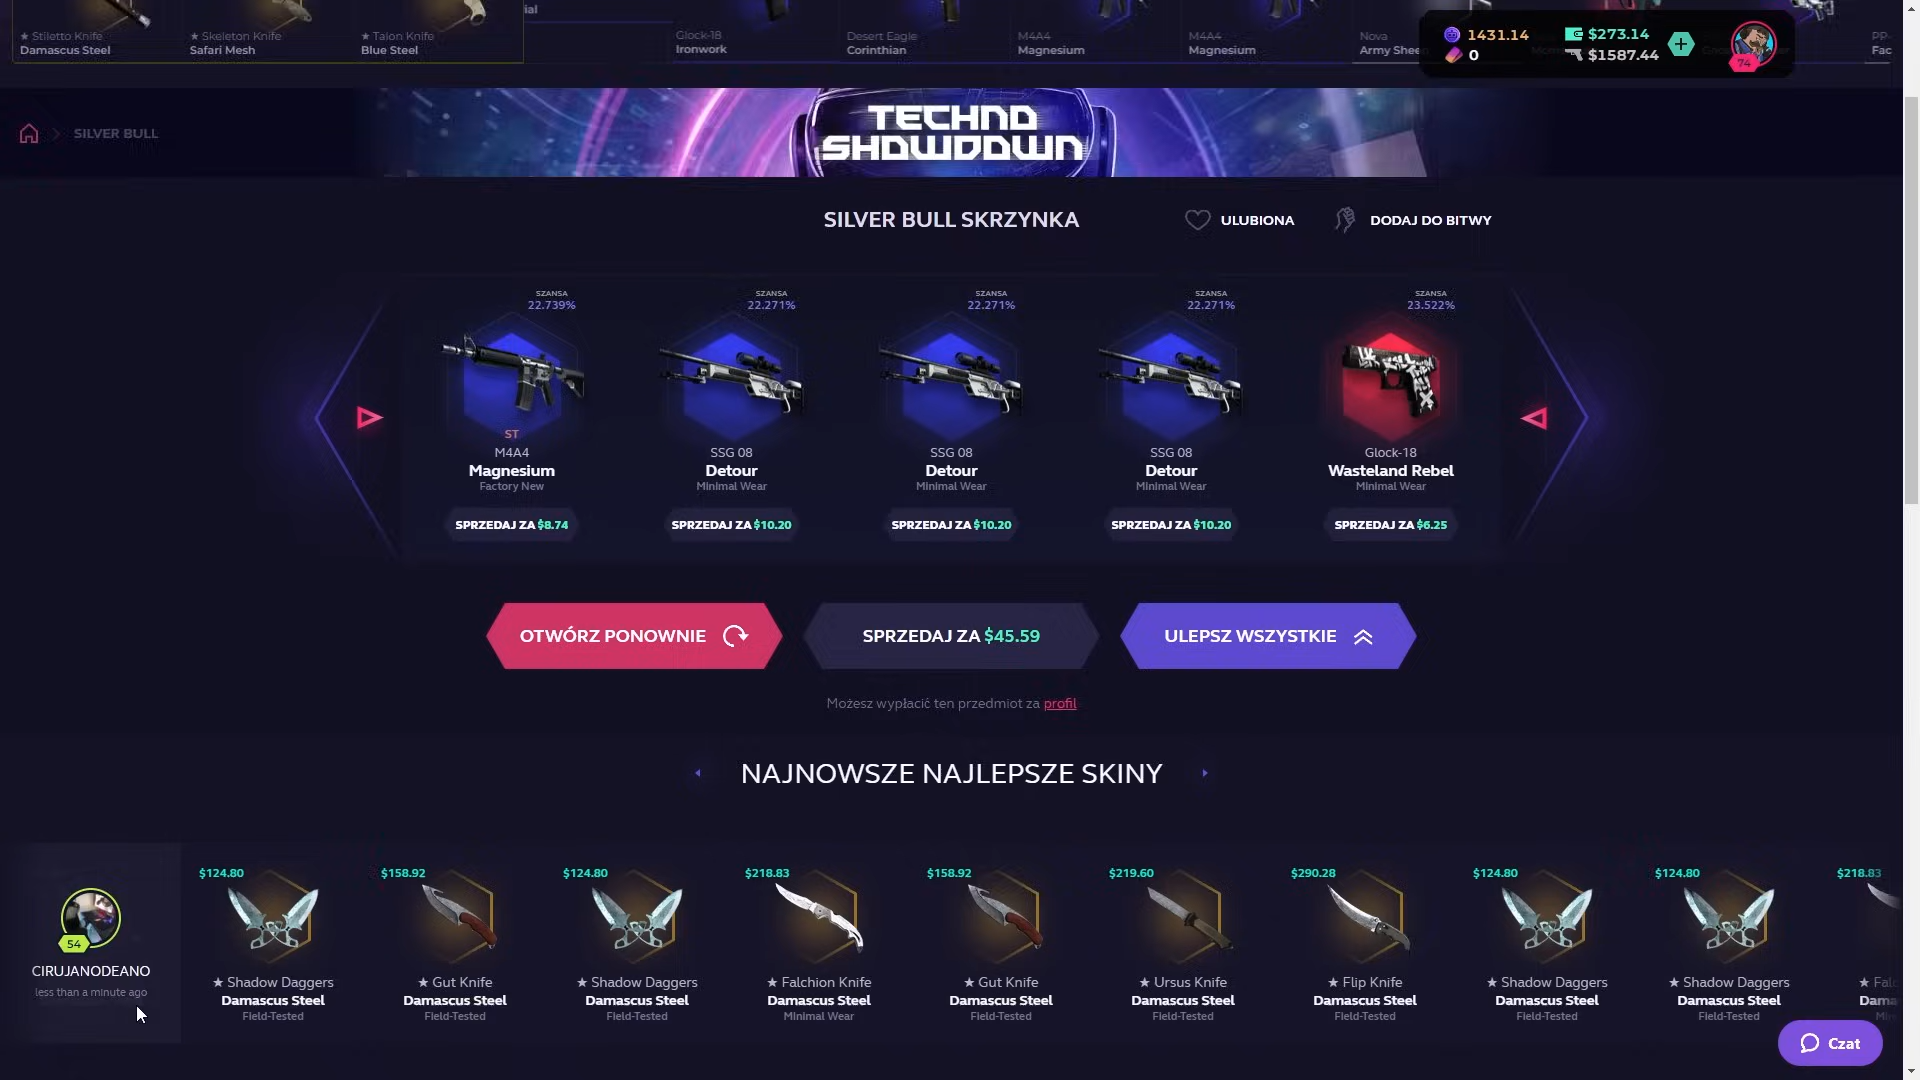 ial
★ Stiletto Knife
Damascus Steel
★ Skeleton Knife
Safari Mesh
★ Talon Knife
Blue Steel
Glock-18
Ironwork
Desert Eagle
Corinthian
M4A4
Magnesium
M4A4
Magnesium
Nova
Army Shee
PP-
Fac
1431.14
0
$273.14
$1587.44
74
SILVER BULL
TECHNO
SHOWDOWN
SILVER BULL SKRZYNKA
ULUBIONA
DODAJ DO BITWY
SZANSA
22.739%
ST
M4A4
Magnesium
Factory New
SPRZEDAJ ZA $8.74
SZANSA
22.271%
SSG 08
Detour
Minimal Wear
SPRZEDAJ ZA $10.20
SZANSA
22.271%
SSG 08
Detour
Minimal Wear
SPRZEDAJ ZA $10.20
SZANSA
22.271%
SSG 08
Detour
Minimal Wear
SPRZEDAJ ZA $10.20
SZANSA
23.522%
Glock-18
Wasteland Rebel
Minimal Wear
SPRZEDAJ ZA $6.25
OTWÓRZ PONOWNIE
SPRZEDAJ ZA $45.59
ULEPSZ WSZYSTKIE
Możesz wypłacić ten przedmiot za profil
NAJNOWSZE NAJLEPSZE SKINY
54
CIRUJANODEANO
less than a minute ago
$124.80
★ Shadow Daggers
Damascus Steel
Field-Tested
$158.92
★ Gut Knife
Damascus Steel
Field-Tested
$124.80
★ Shadow Daggers
Damascus Steel
Field-Tested
$218.83
★ Falchion Knife
Damascus Steel
Minimal Wear
$158.92
★ Gut Knife
Damascus Steel
Field-Tested
$219.60
★ Ursus Knife
Damascus Steel
Field-Tested
$290.28
★ Flip Knife
Damascus Steel
Field-Tested
$124.80
★ Shadow Daggers
Damascus Steel
Field-Tested
$124.80
★ Shadow Daggers
Damascus Steel
Field-Tested
$218.83
★ Falc
Dama
Czat